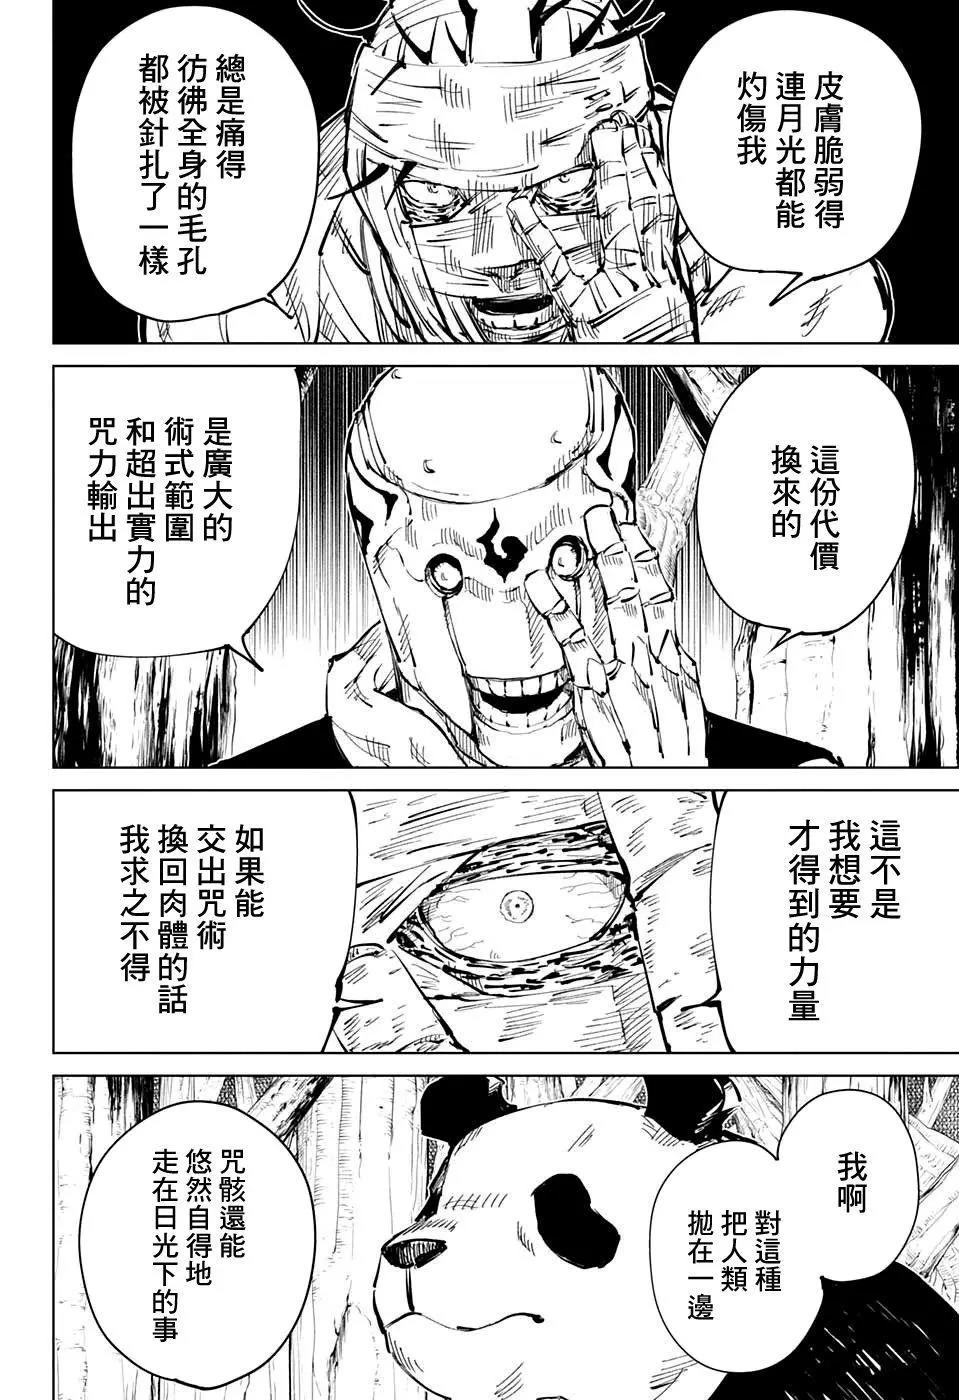 皮膚脆弱得
連月光都能
灼傷我
總是痛得
彷彿全身的毛孔
都被針扎了一樣
這份代價
換來的
是廣大的
術式範圍
和超出實力的
咒力輸出
這不是
我想要
才得到的力量
如果能
交出咒術
換回肉體的話
我求之不得
我啊
對這種
把人類
拋在一邊
咒骸還能
悠然自得地
走在日光下的事